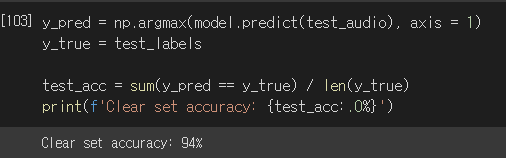 [103] y_pred = np.argmax(model.predict(test_audio), axis = 1)
y_true = test_labels
test_acc = sum(y_pred == y_true) / len(y_true)
print(f'Clear set accuracy: {test_acc:.0%}')
Clear set accuracy: 94%